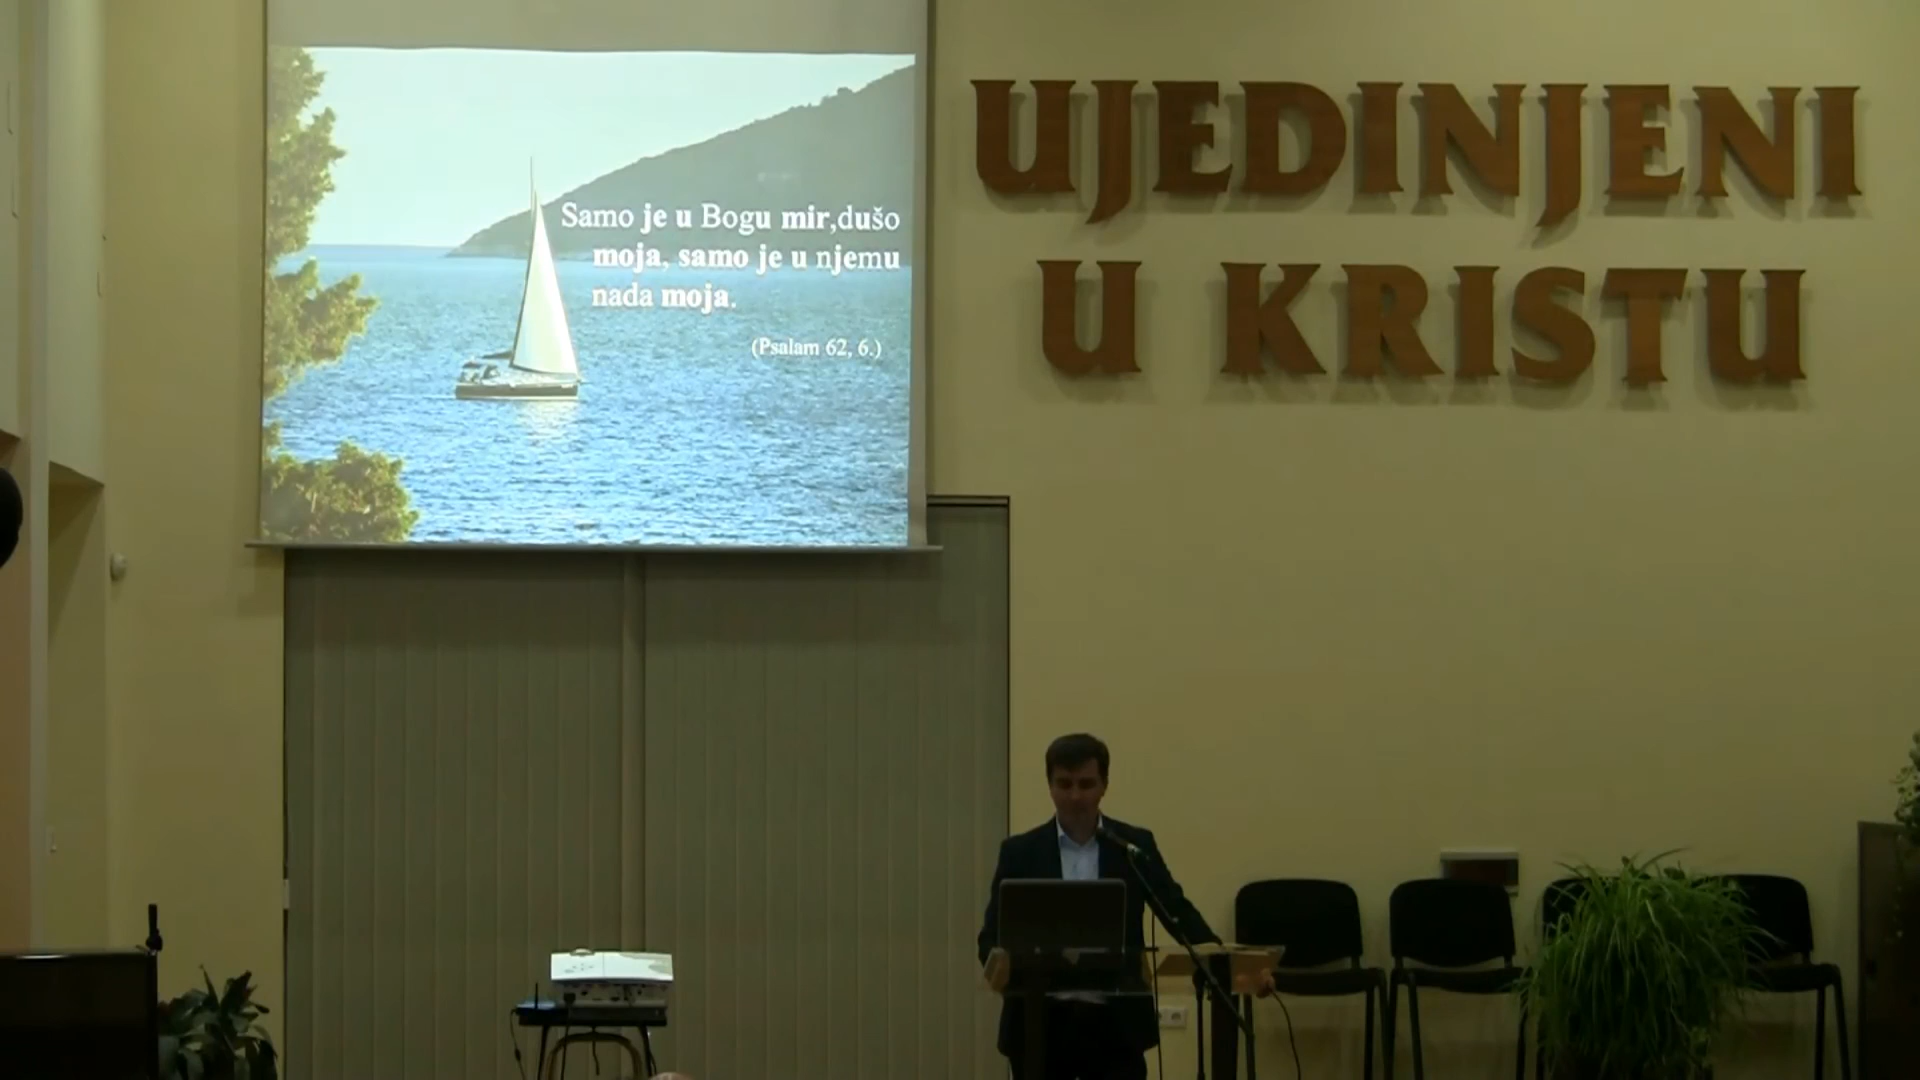 Samo je u Bogu mir,dušo
moja, samo je u njemu
nada moja.
(Psalam 62, 6.)
UJEDINJENI
U KRISTU